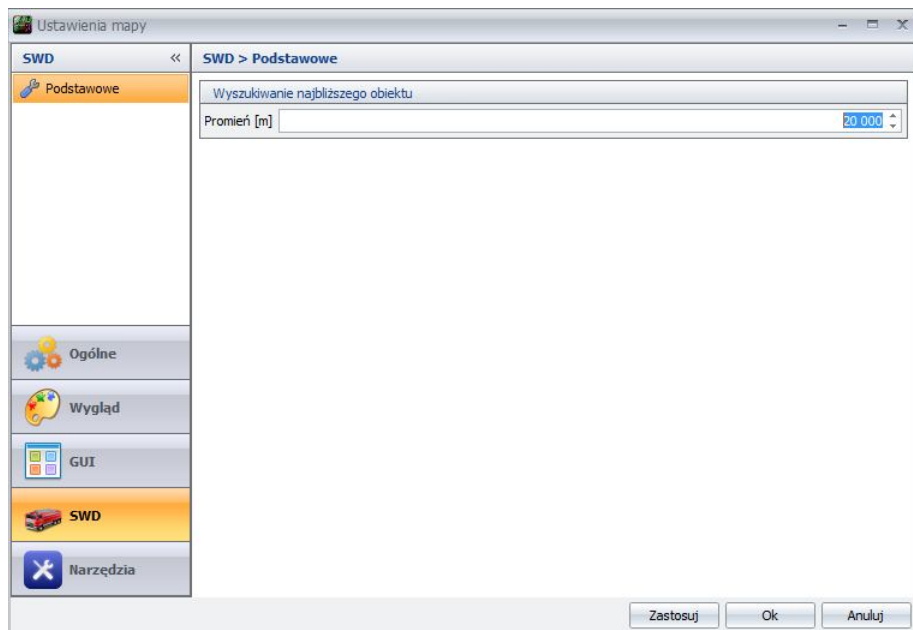 Ustawienia mapy
SWD «
SWD > Podstawowe
Podstawowe
Wyszukiwanie najbliższego obiektu
Promień [m] 20 000
Ogólne
Wygląd
GUI
SWD
Narzędzia
Zastosuj Ok Anuluj